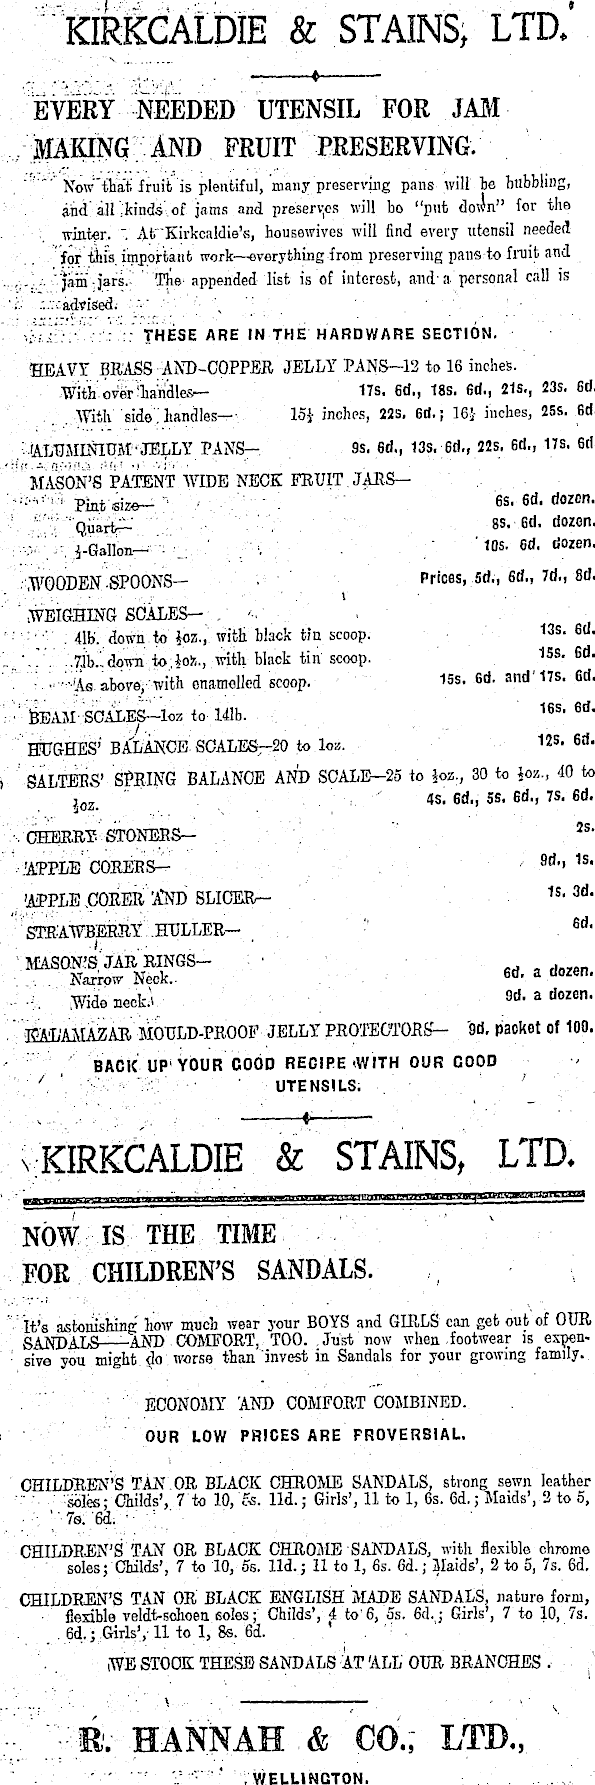 KIRKCALDIE & STAINS, LTD.
EVERY NEEDED UTENSIL FOR JAM
MAKING AND FRUIT PRESERVING.
Now that fruit is plentiful, many preserving pans will be bubbling,
and all kinds of jams and preserves will be "put down" for the
winter. At Kirkcaldie's, housewives will find every utensil needed
for this important work—everything from preserving pans to fruit and
jam jars. The appended list is of interest, and a personal call is
advised.
THESE ARE IN THE HARDWARE SECTION.
HEAVY BRASS AND COPPER JELLY PANS—12 to 16 inches.
With over handles— 17s. 6d., 18s. 6d., 21s., 23s. 6d.
With side handles— 15½ inches, 22s. 6d.; 16½ inches, 25s. 6d
ALUMINIUM JELLY PANS— 9s. 6d., 13s. 6d., 22s. 6d., 17s. 6d
MASON'S PATENT WIDE NECK FRUIT JARS—
Pint size— 6s. 6d. dozen.
Quart— 8s. 6d. dozen.
½-Gallon— 10s. 6d. dozen.
WOODEN SPOONS— Prices, 5d., 6d., 7d., 8d.
WEIGHING SCALES—
4lb. down to ½oz., with black tin scoop. 13s. 6d.
7lb. down to ½oz., with black tin scoop. 15s. 6d.
As above, with enamelled scoop. 15s. 6d. and 17s. 6d.
BEAM SCALES—1oz to 14lb. 16s. 6d.
HUGHES' BALANCE SCALES—20 to 1oz. 12s. 6d.
SALTERS' SPRING BALANCE AND SCALE—25 to ½oz., 30 to ½oz., 40 to
½oz. 4s. 6d., 5s. 6d., 7s. 6d.
CHERRY STONERS— 2s.
APPLE CORERS— 9d., 1s.
APPLE CORER AND SLICER— 1s. 3d.
STRAWBERRY HULLER— 6d.
MASON'S JAR RINGS—
Narrow Neck. 6d. a dozen.
Wide neck. 9d. a dozen.
KALAMAZAR MOULD-PROOF JELLY PROTECTORS— 9d. packet of 100.
BACK UP YOUR GOOD RECIPE WITH OUR GOOD
UTENSILS.
KIRKCALDIE & STAINS, LTD.
NOW IS THE TIME
FOR CHILDREN'S SANDALS.
It's astonishing how much wear your BOYS and GIRLS can get out of OUR
SANDALS—AND COMFORT, TOO. Just now when footwear is expen-
sive you might do worse than invest in Sandals for your growing family.
ECONOMY AND COMFORT COMBINED.
OUR LOW PRICES ARE PROVERBIAL.
CHILDREN'S TAN OR BLACK CHROME SANDALS, strong sewn leather
soles; Childs', 7 to 10, 5s. 11d.; Girls', 11 to 1, 6s. 6d.; Maids', 2 to 5,
7s. 6d.
CHILDREN'S TAN OR BLACK CHROME SANDALS, with flexible chrome
soles; Childs', 7 to 10, 5s. 11d.; 11 to 1, 6s. 6d.; Maids', 2 to 5, 7s. 6d.
CHILDREN'S TAN OR BLACK ENGLISH MADE SANDALS, nature form,
flexible veldt-schoen soles; Childs', 4 to 6, 5s. 6d.; Girls', 7 to 10, 7s.
6d.; Girls', 11 to 1, 8s. 6d.
WE STOCK THESE SANDALS AT ALL OUR BRANCHES.
R. HANNAH & CO., LTD.,
WELLINGTON.